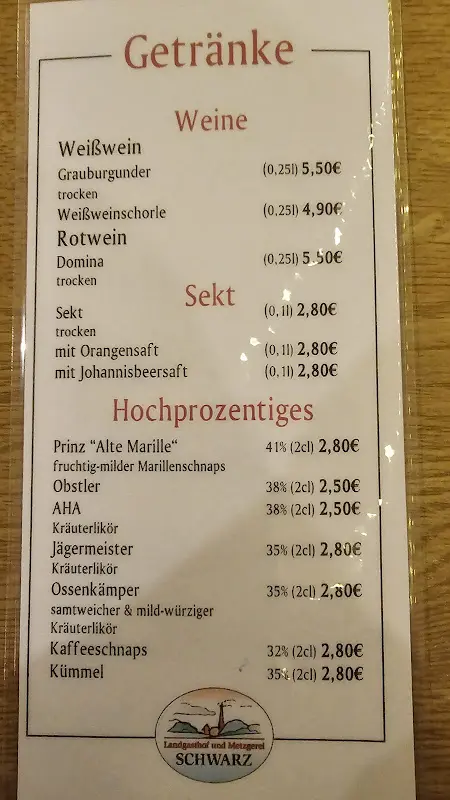 Getränke
Weine
Weißwein
Grauburgunder (0,25l) 5,50€
trocken
Weißweinschorle (0,25l) 4,90€
Rotwein
Domina (0,25l) 5,50€
trocken
Sekt
Sekt (0,1l) 2,80€
trocken
mit Orangensaft (0,1l) 2,80€
mit Johannisbeersaft (0,1l) 2,80€
Hochprozentiges
Prinz "Alte Marille" 41% (2cl) 2,80€
fruchtig-milder Marillenschnaps
Obstler 38% (2cl) 2,50€
AHA 38% (2cl) 2,50€
Kräuterlikör
Jägermeister 35% (2cl) 2,80€
Kräuterlikör
Ossenkämper 35% (2cl) 2,80€
samtweicher & mild-würziger
Kräuterlikör
Kaffeeschnaps 32% (2cl) 2,80€
Kümmel 35% (2cl) 2,80€
Landgasthof und Metzgerei
SCHWARZ